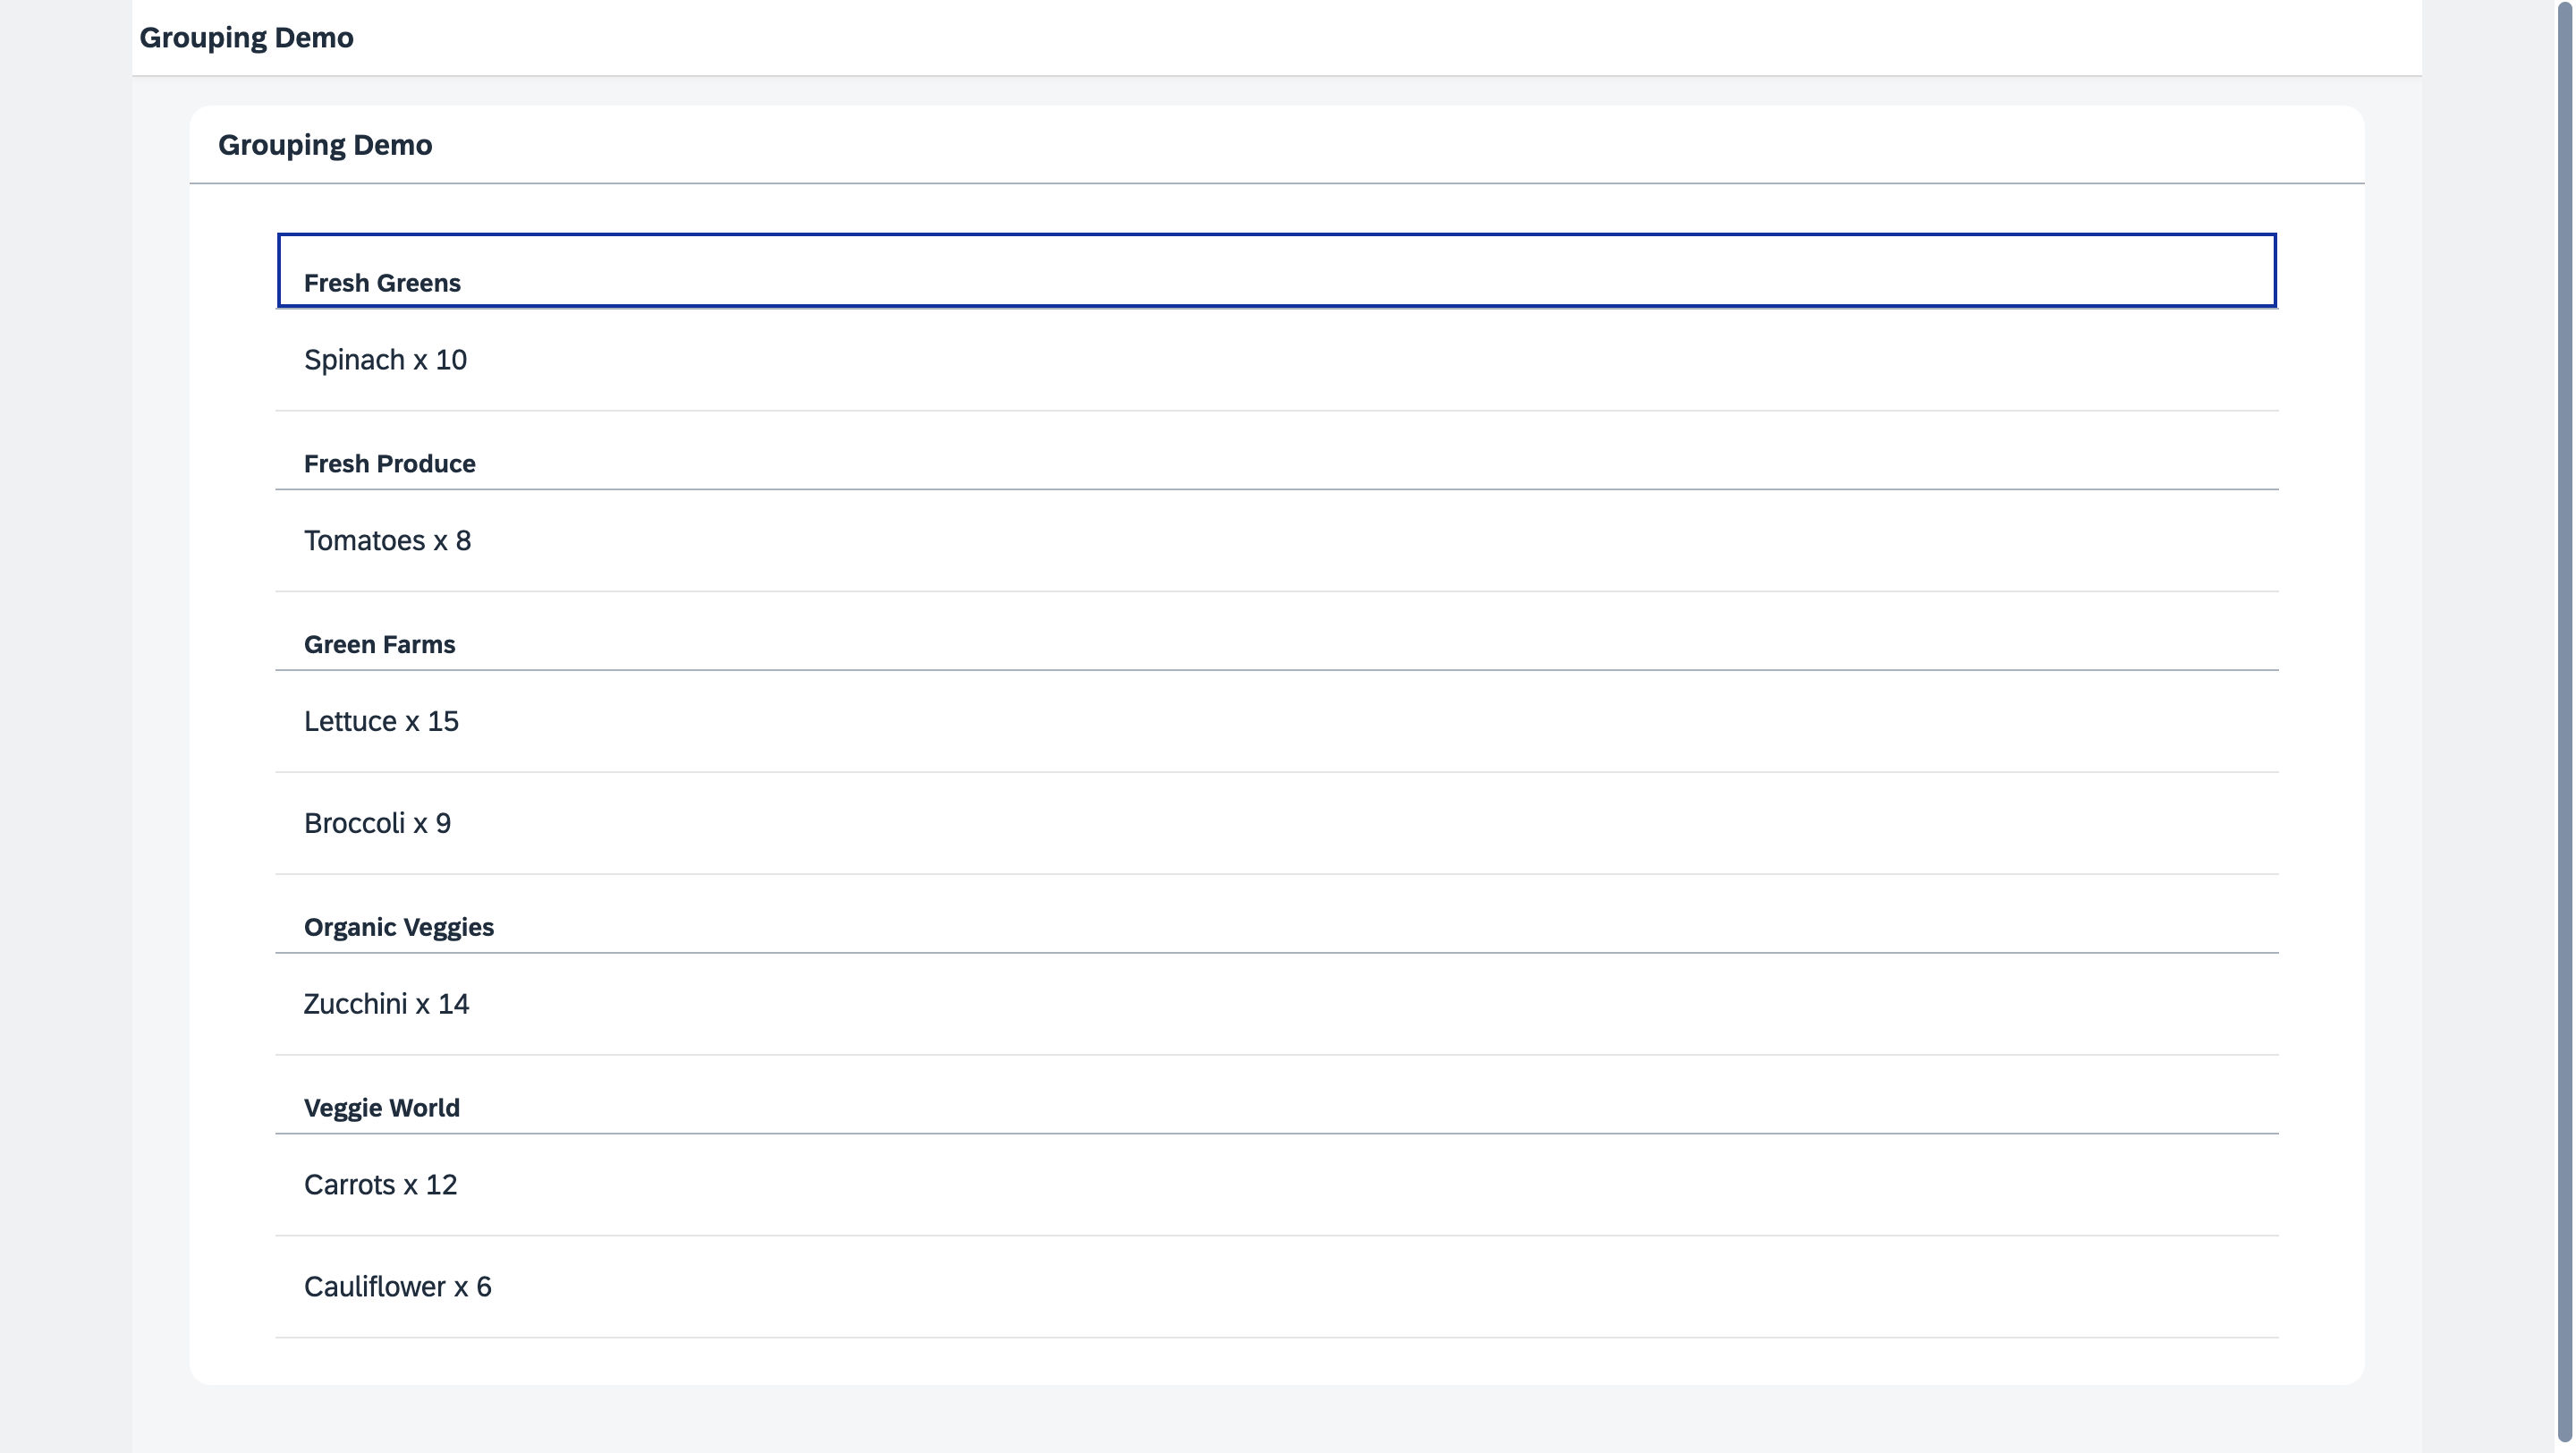 Grouping Demo
Grouping Demo
Fresh Greens
Spinach x 10
Fresh Produce
Tomatoes x 8
Green Farms
Lettuce x 15
Broccoli x 9
Organic Veggies
Zucchini x 14
Veggie World
Carrots x 12
Cauliflower x 6